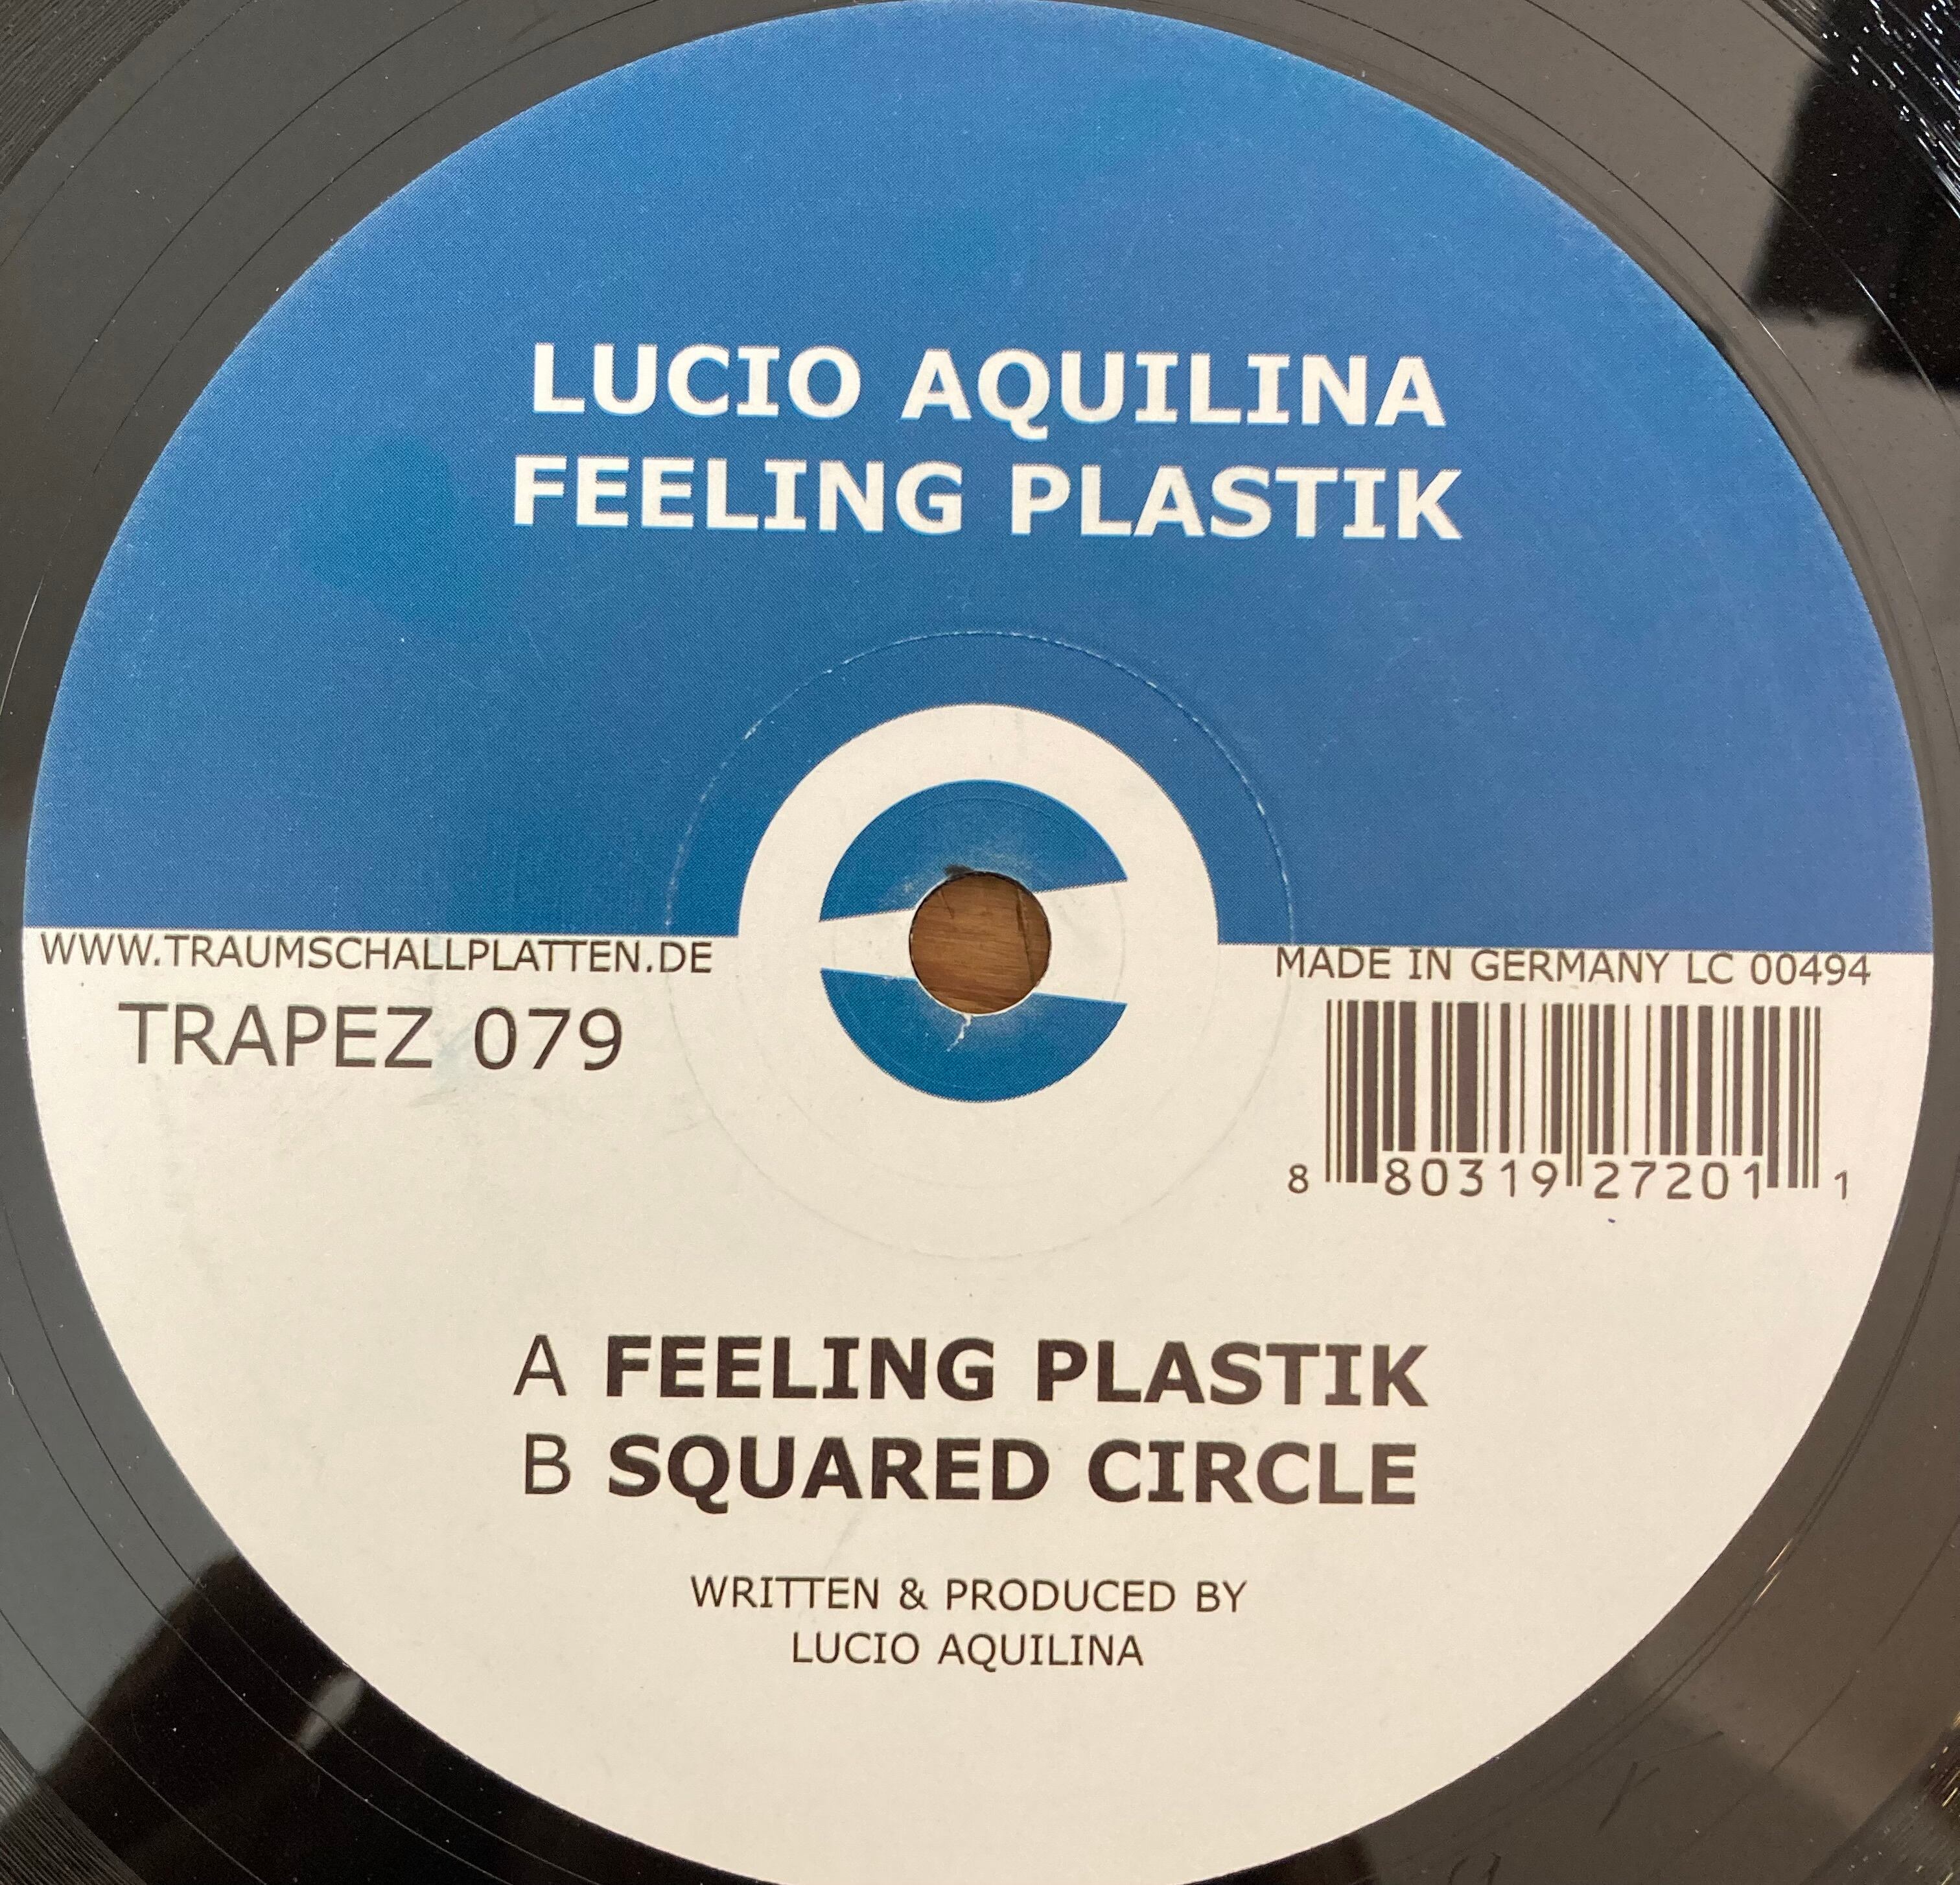 LUCIO AQUILINA
FEELING PLASTIK
WWW.TRAUMSCHALLPLATTEN.DE
MADE IN GERMANY LC 00494
TRAPEZ 079
8 80319 27201 1
A FEELING PLASTIK
B SQUARED CIRCLE
WRITTEN & PRODUCED BY
LUCIO AQUILINA